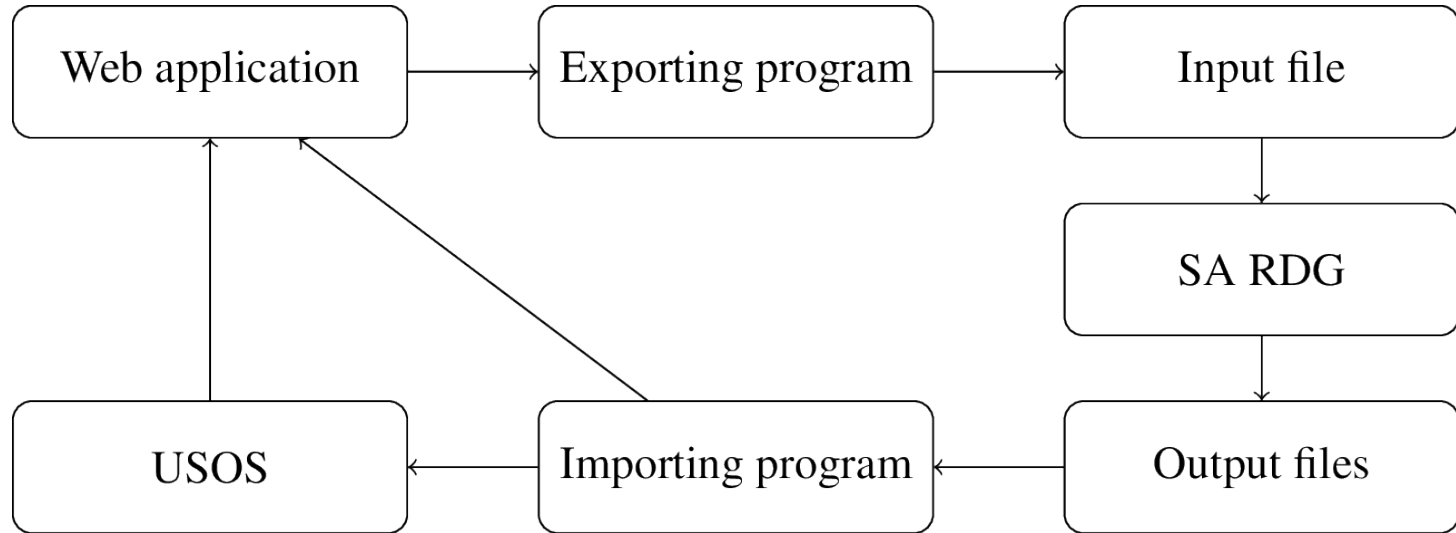 Web application
Exporting program
Input file
SA RDG
USOS
Importing program
Output files